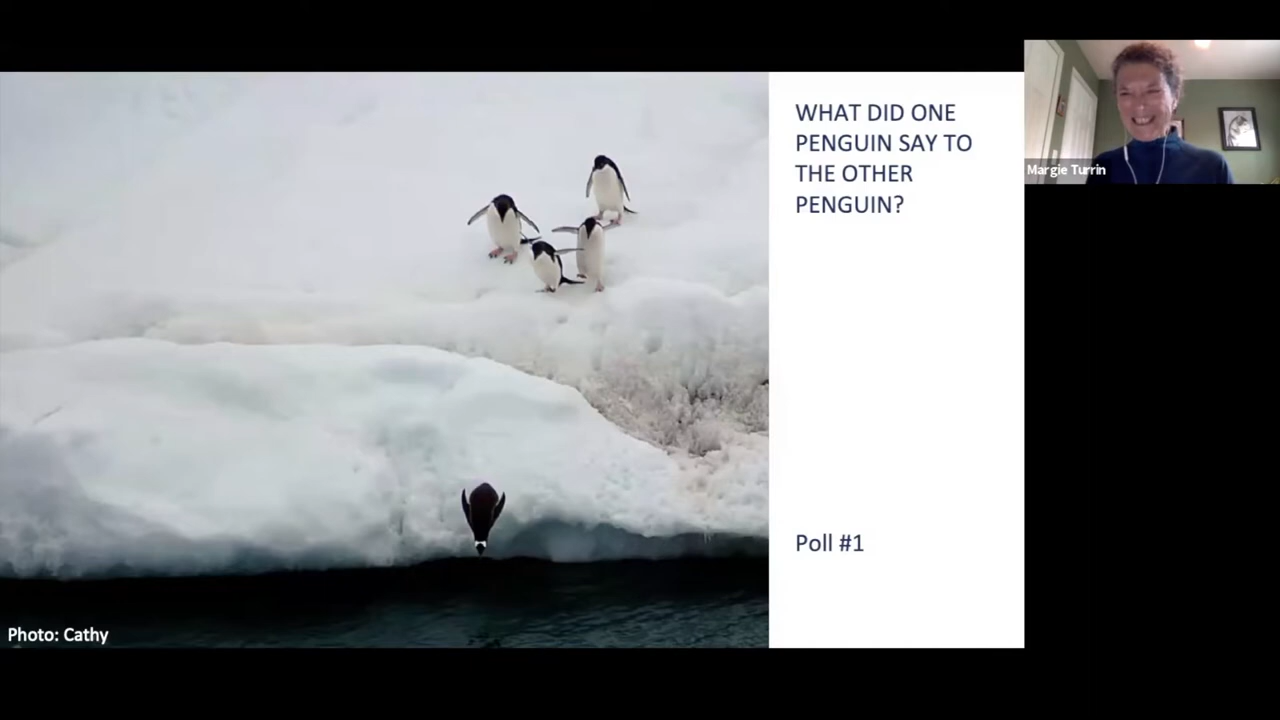 WHAT DID ONE
PENGUIN SAY TO
THE OTHER
PENGUIN?
Poll #1
Photo: Cathy
Margie Turrin